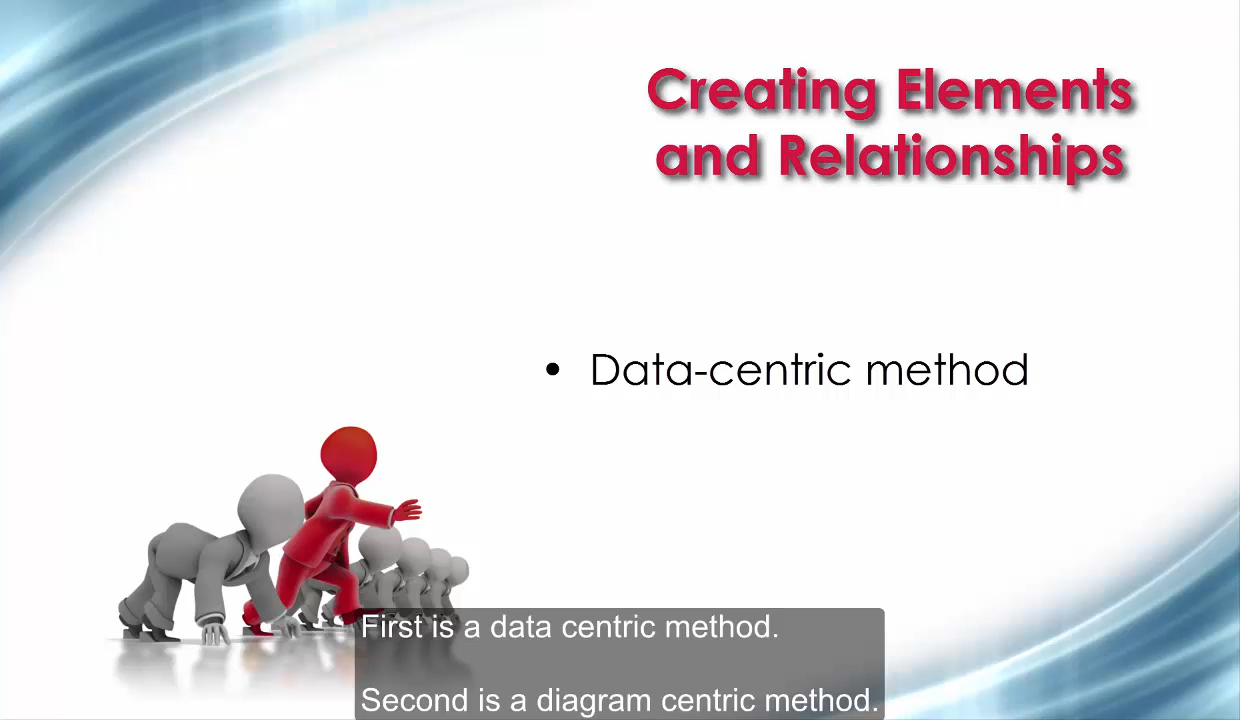 Creating Elements
and Relationships
• Data-centric method
First is a data centric method.
Second is a diagram centric method.